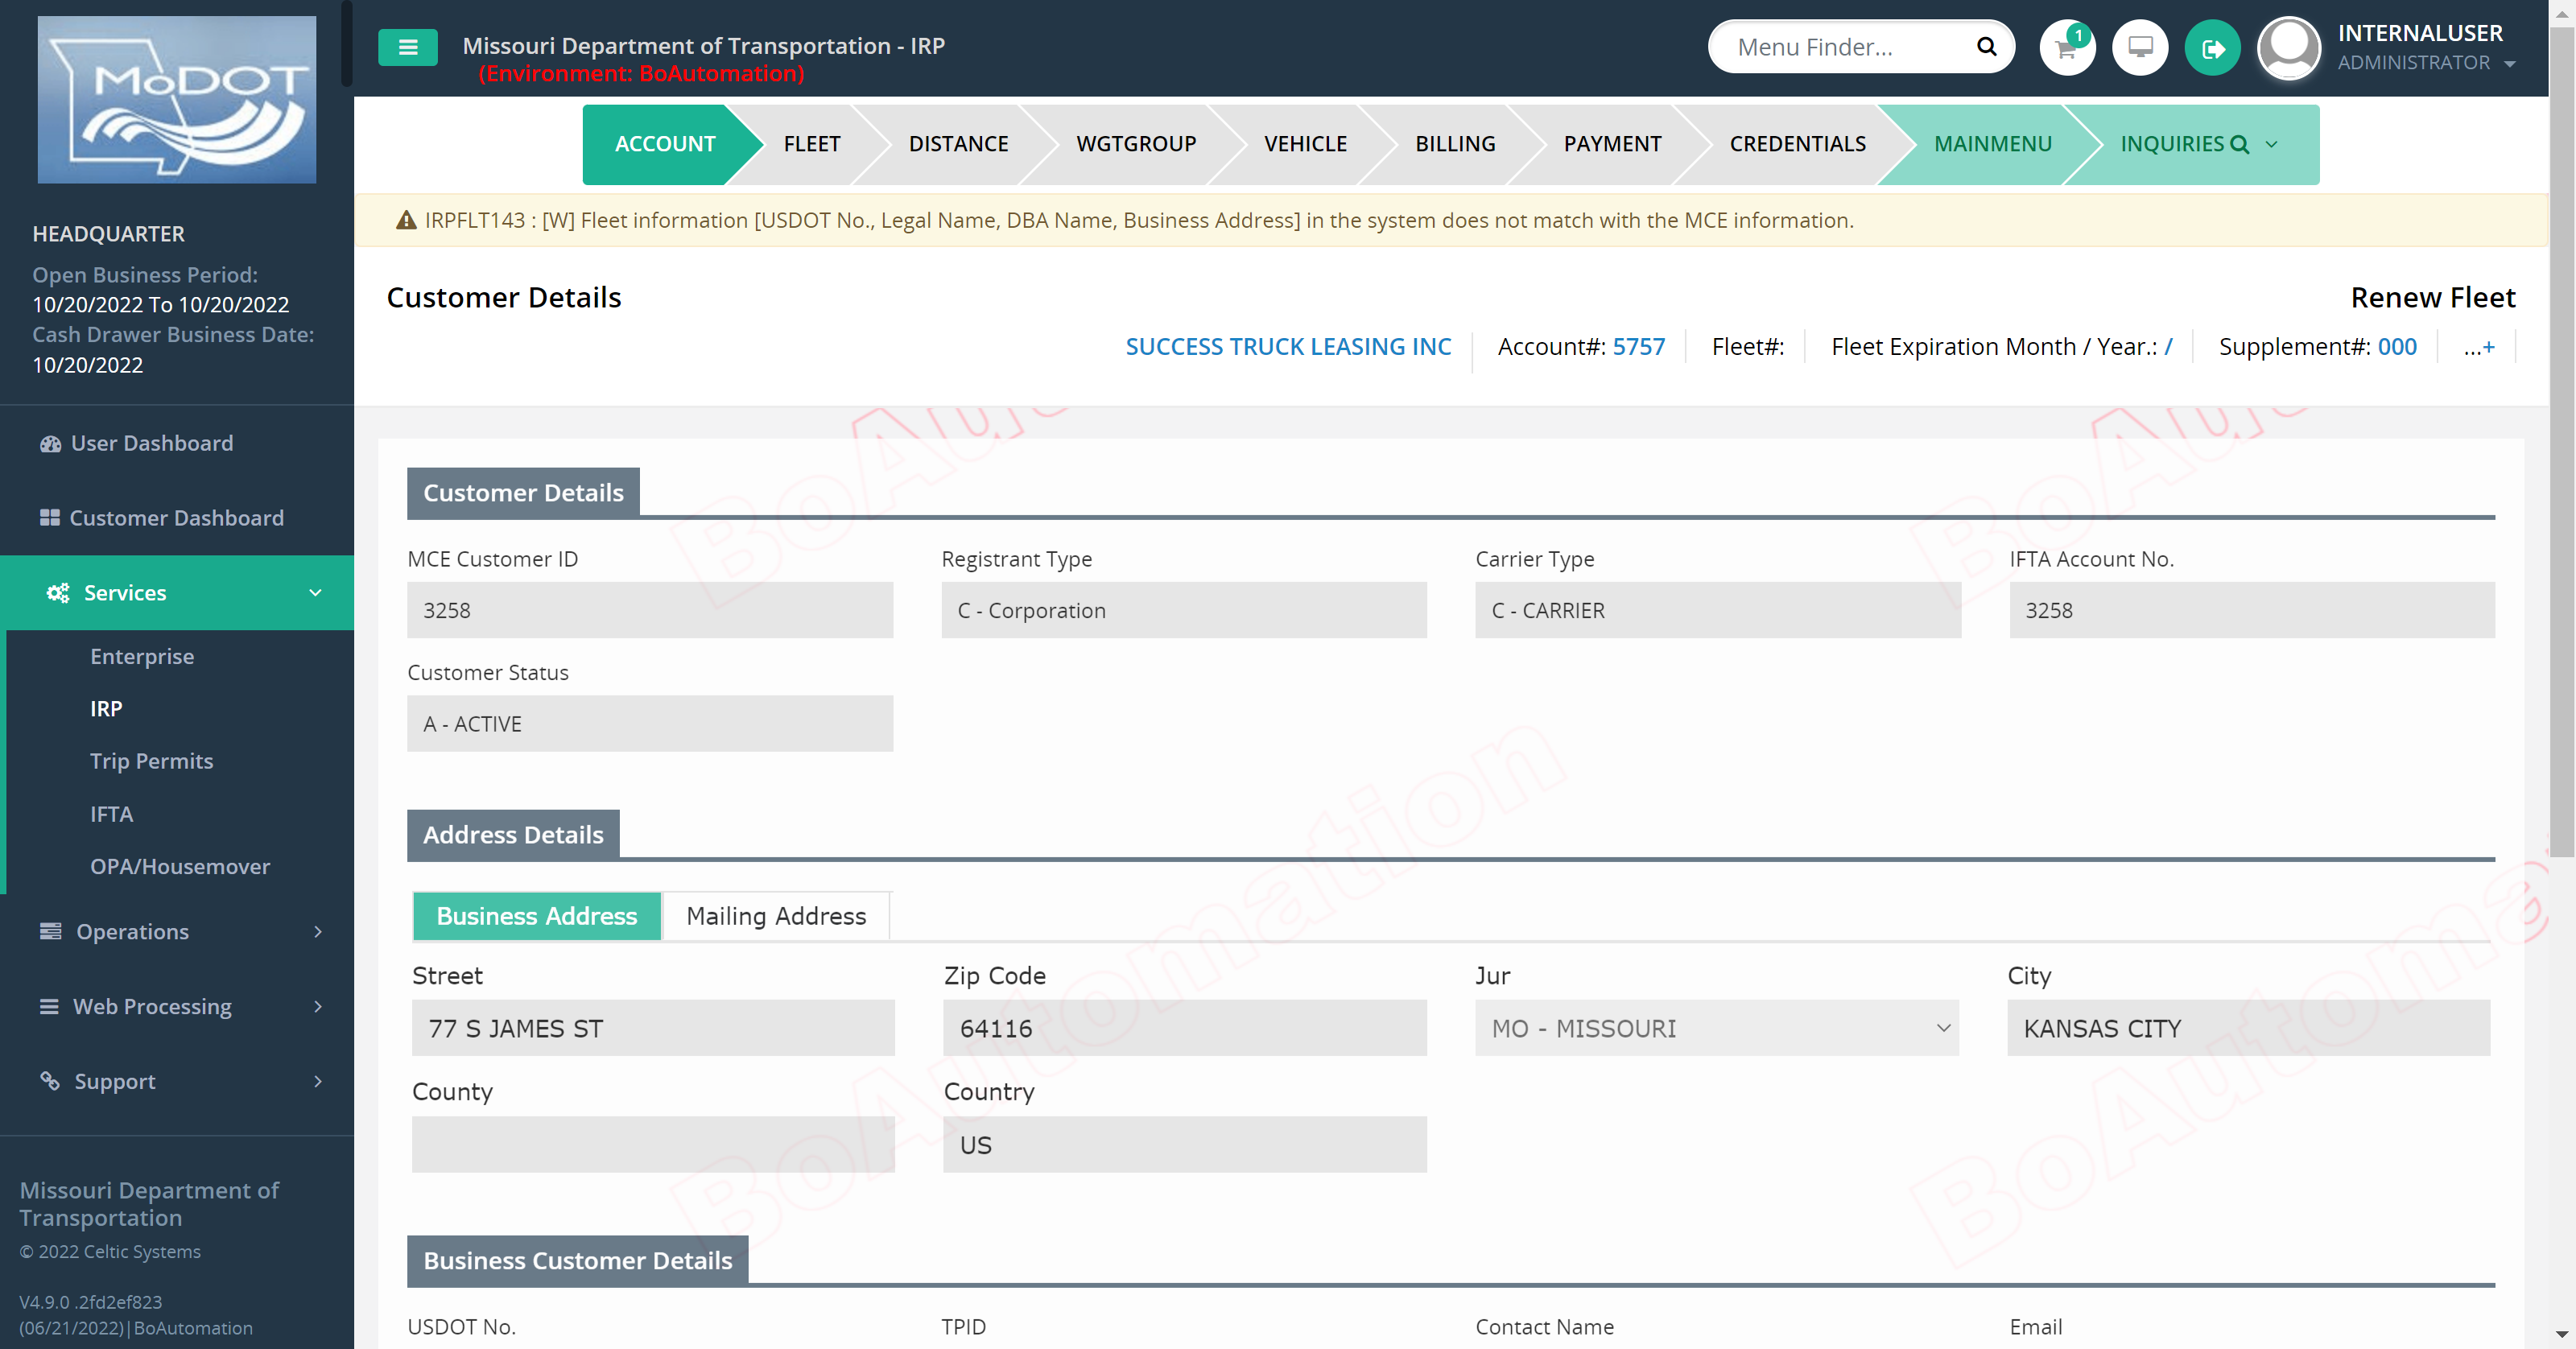 MoDOT
Missouri Department of Transportation - IRP
(Environment: BoAutomation)
Menu Finder...
1
INTERNALUSER
ADMINISTRATOR
HEADQUARTER
Open Business Period:
10/20/2022 To 10/20/2022
Cash Drawer Business Date:
10/20/2022
User Dashboard
Customer Dashboard
Services
Enterprise
IRP
Trip Permits
IFTA
OPA/Housemover
Operations
Web Processing
Support
Missouri Department of
Transportation
© 2022 Celtic Systems
V4.9.0 .2fd2ef823
(06/21/2022)|BoAutomation
ACCOUNT FLEET DISTANCE WGTGROUP VEHICLE BILLING PAYMENT CREDENTIALS MAINMENU INQUIRIES
IRPFLT143 : [W] Fleet information [USDOT No., Legal Name, DBA Name, Business Address] in the system does not match with the MCE information.
Customer Details Renew Fleet
SUCCESS TRUCK LEASING INC Account#: 5757 Fleet#: Fleet Expiration Month / Year.: / Supplement#: 000 ...+
Customer Details
MCE Customer ID Registrant Type Carrier Type IFTA Account No.
3258 C - Corporation C - CARRIER 3258
Customer Status
A - ACTIVE
Address Details
Business Address Mailing Address
Street Zip Code Jur City
77 S JAMES ST 64116 MO - MISSOURI KANSAS CITY
County Country
US
Business Customer Details
USDOT No. TPID Contact Name Email
BoAutomation